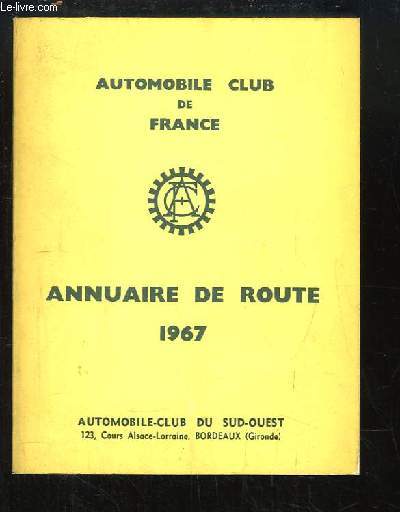 le-livre.com
AUTOMOBILE CLUB
DE
FRANCE
ACF
ANNUAIRE DE ROUTE
1967
AUTOMOBILE-CLUB DU SUD-OUEST
123, Cours Alsace-Lorraine, BORDEAUX (Gironde)